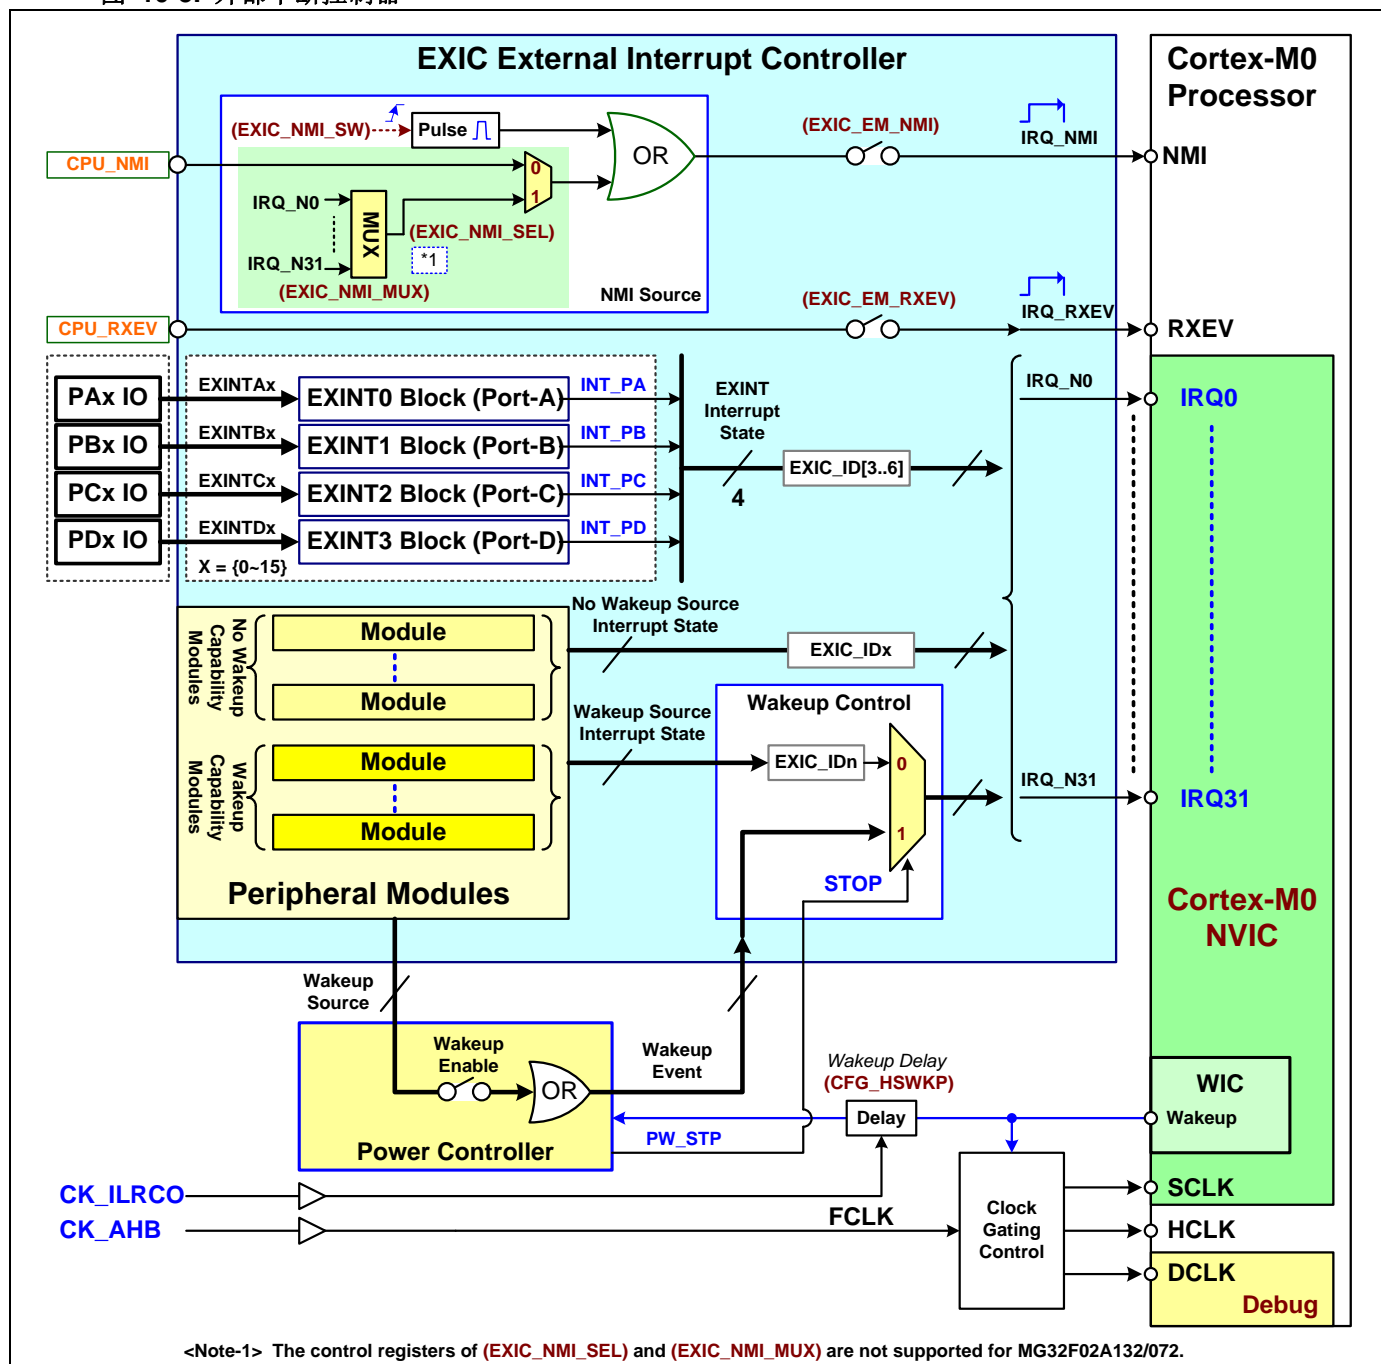 EXIC External Interrupt Controller
Cortex-M0
Processor
(EXIC_NMI_SW)
Pulse
OR
(EXIC_EM_NMI)
IRQ_NMI
CPU_NMI
NMI
0
1
IRQ_N0
MUX
(EXIC_NMI_SEL)
*1
IRQ_N31
(EXIC_NMI_MUX)
NMI Source
(EXIC_EM_RXEV)
IRQ_RXEV
CPU_RXEV
RXEV
PAx IO
EXINTAx
EXINT0 Block (Port-A)
INT_PA
PBx IO
EXINTBx
EXINT1 Block (Port-B)
INT_PB
PCx IO
EXINTCx
EXINT2 Block (Port-C)
INT_PC
PDx IO
EXINTDx
EXINT3 Block (Port-D)
INT_PD
X = {0~15}
EXINT
Interrupt
State
4
EXIC_ID[3..6]
IRQ_N0
IRQ0
No Wakeup
Capability
Modules
Module
Module
No Wakeup Source
Interrupt State
EXIC_IDx
Wakeup
Capability
Modules
Module
Module
Wakeup Source
Interrupt State
Wakeup Control
EXIC_IDn
0
1
STOP
IRQ_N31
IRQ31
Peripheral Modules
Cortex-M0
NVIC
Wakeup
Source
Wakeup
Enable
OR
Wakeup
Event
Power Controller
PW_STP
Wakeup Delay
(CFG_HSWKP)
Delay
WIC
Wakeup
CK_ILRCO
CK_AHB
FCLK
Clock
Gating
Control
SCLK
HCLK
DCLK
Debug
<Note-1> The control registers of (EXIC_NMI_SEL) and (EXIC_NMI_MUX) are not supported for MG32F02A132/072.